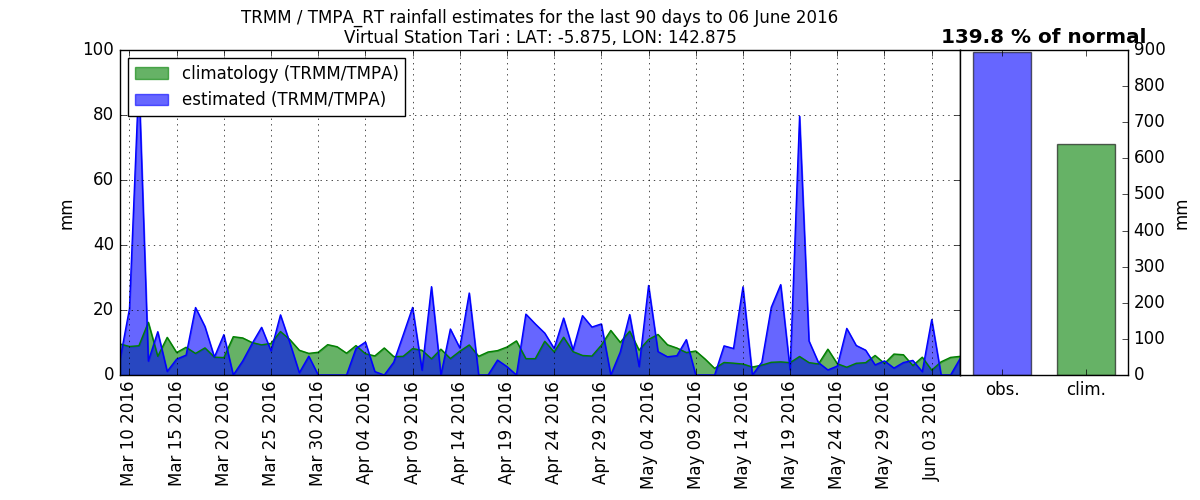 TRMM / TMPA_RT rainfall estimates for the last 90 days to 06 June 2016
Virtual Station Tari : LAT: -5.875, LON: 142.875
139.8 % of normal
climatology (TRMM/TMPA)
estimated (TRMM/TMPA)
100
80
60
40
20
0
mm
Mar 10 2016
Mar 15 2016
Mar 20 2016
Mar 25 2016
Mar 30 2016
Apr 04 2016
Apr 09 2016
Apr 14 2016
Apr 19 2016
Apr 24 2016
Apr 29 2016
May 04 2016
May 09 2016
May 14 2016
May 19 2016
May 24 2016
May 29 2016
Jun 03 2016
obs.
clim.
900
800
700
600
500
400
300
200
100
0
mm